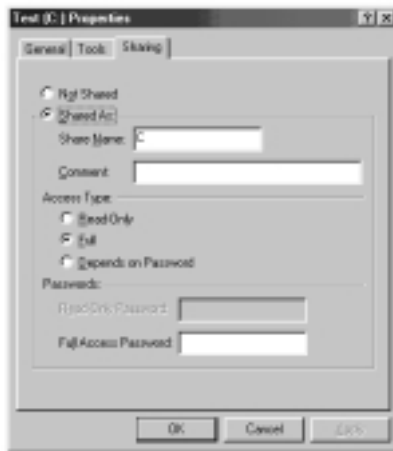 Test (C:) Properties
General Tools Sharing
Not Shared
Shared As:
Share Name: C
Comment:
Access Type:
Read-Only
Full
Depends on Password
Passwords:
Read-Only Password:
Full Access Password:
OK Cancel Apply